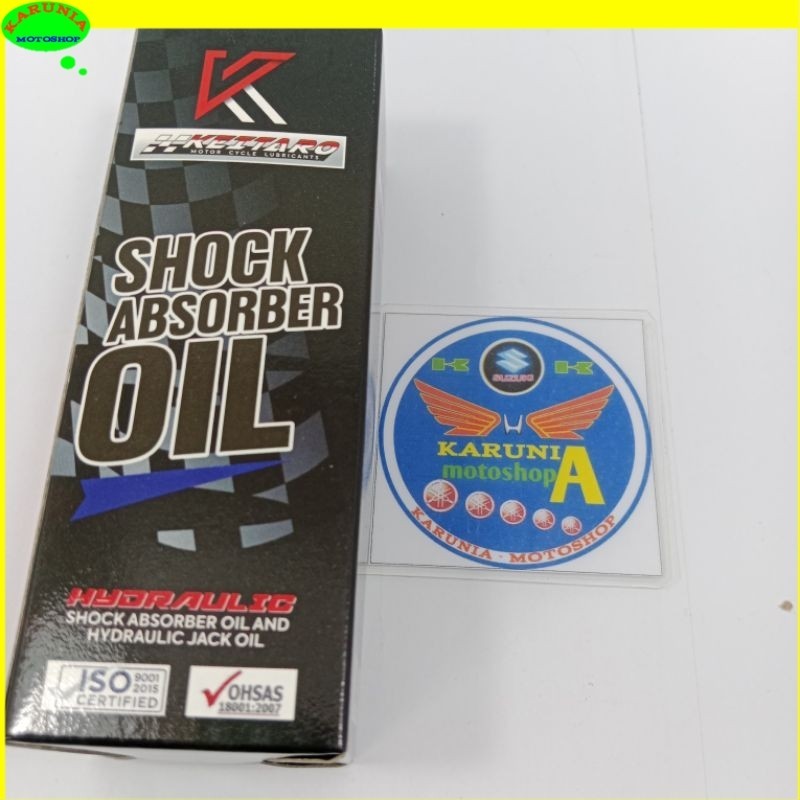 KARUNIA
MOTOSHOP
KEITARO
MOTOR CYCLE LUBRICANTS
SHOCK
ABSORBER
OIL
HYDRAULIC
SHOCK ABSORBER OIL AND
HYDRAULIC JACK OIL
ISO 9001
2015
CERTIFIED
OHSAS
18001:2007
SUZUKI
KARUNIA
motoshop
KARUNIA - MOTOSHOP